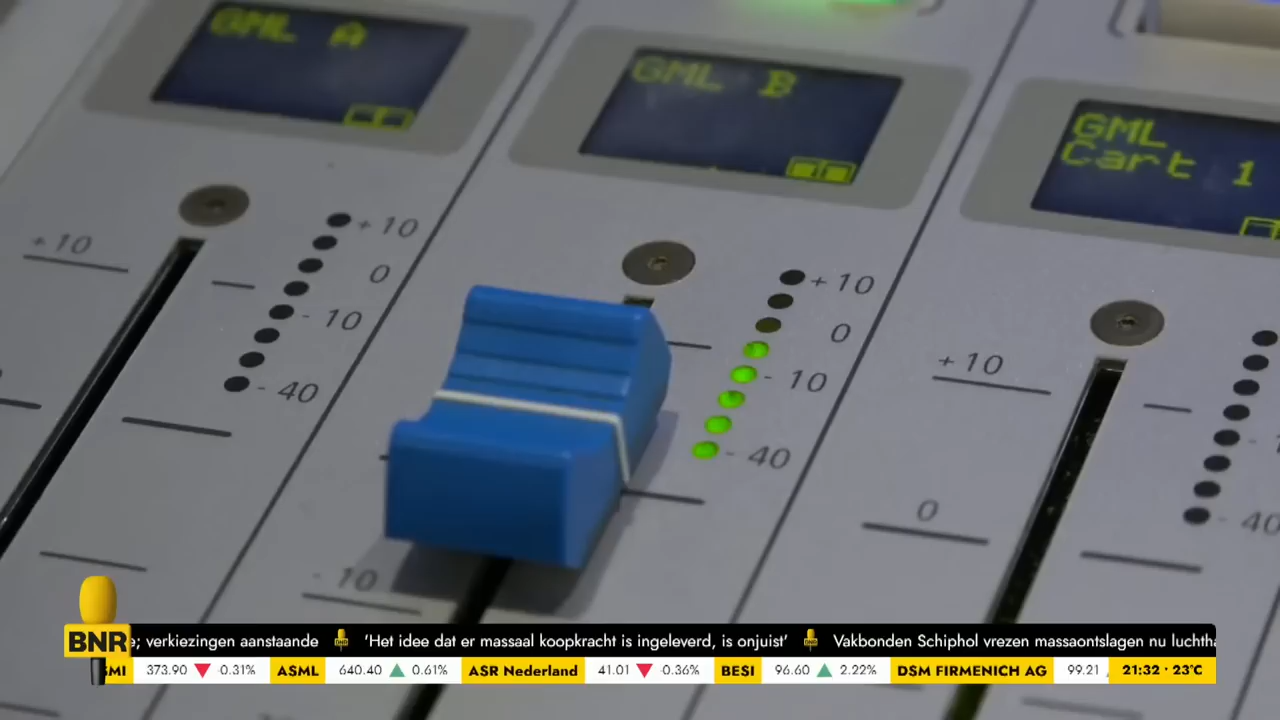 GML A
GML B
GML
Cart 1
+10
+10
0
- 10
- 40
+ 10
0
- 10
- 40
+10
0
- 10
- 40
BNR
verkiezingen aanstaande
'Het idee dat er massaal koopkracht is ingeleverd, is onjuist'
Vakbonden Schiphol vrezen massaontslagen nu
373.90 ▼ -0.31% ASML 640.40 ▲ 0.61% ASR Nederland 41.01 ▼ -0.36% BESI 96.60 ▲ 2.22% DSM FIRMENICH AG 99.21
21:32 · 23°C